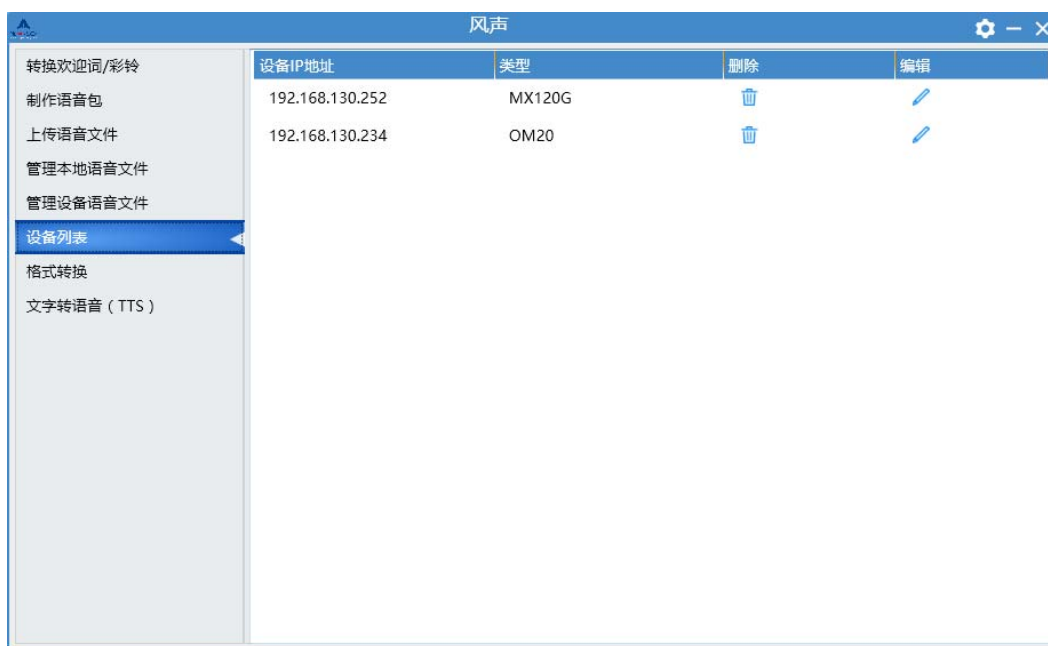 风声
转换欢迎词/彩铃
制作语音包
上传语音文件
管理本地语音文件
管理设备语音文件
设备列表
格式转换
文字转语音（TTS）
设备IP地址 类型 删除 编辑
192.168.130.252 MX120G
192.168.130.234 OM20